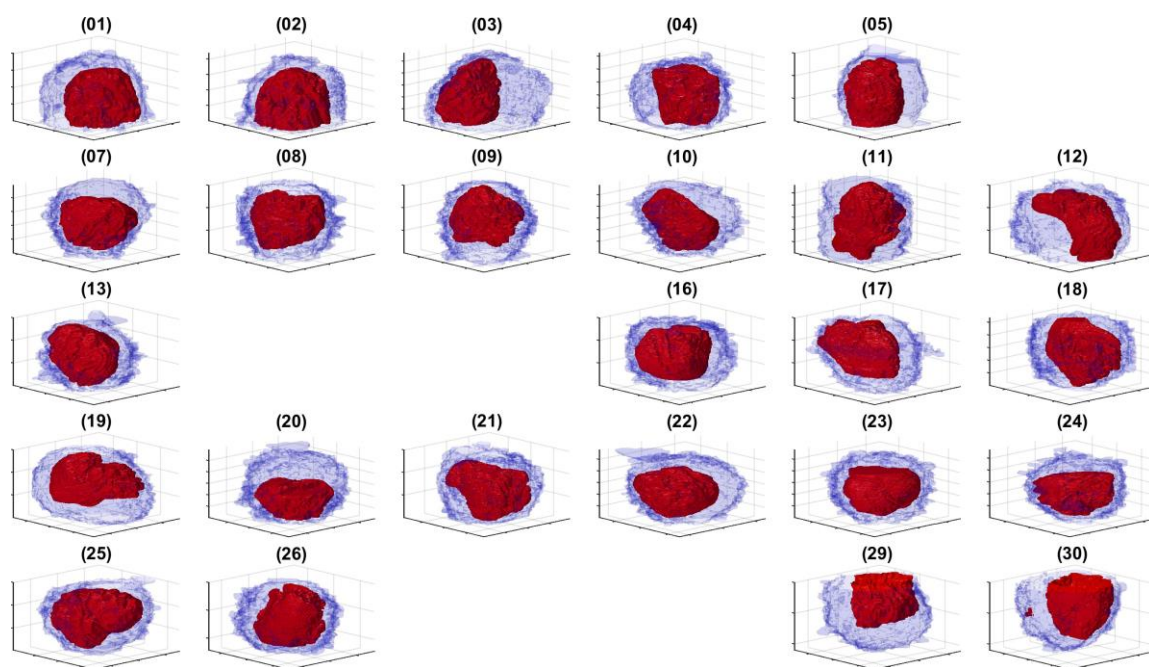 (01) (02) (03) (04) (05)
(07) (08) (09) (10) (11) (12)
(13) (16) (17) (18)
(19) (20) (21) (22) (23) (24)
(25) (26) (29) (30)